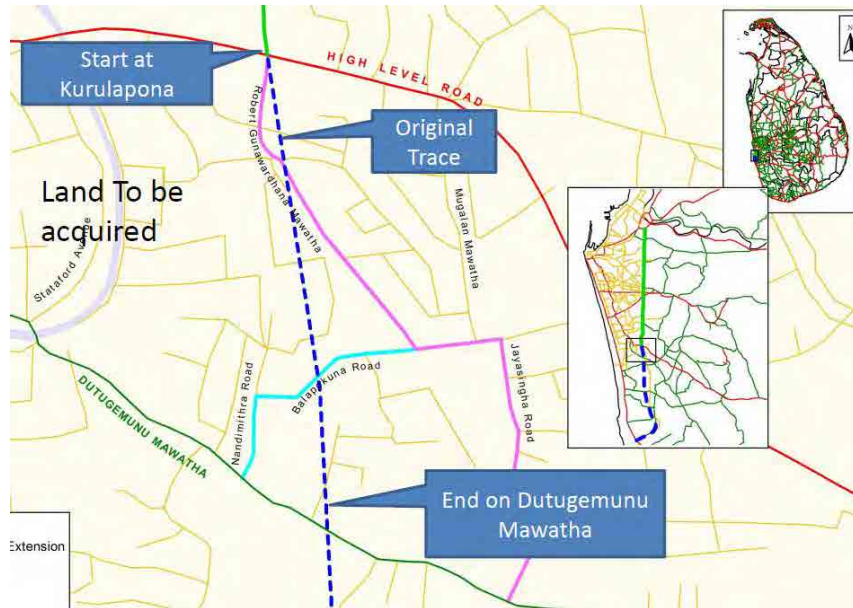 Start at
Kurulapona
HIGH LEVEL ROAD
Original
Trace
Robert Gunawardhana Mawatha
Land To be
acquired
Stataford Avenue
Mugalan Mawatha
Balapokuna Road
Jayasingha Road
Nandimithra Road
DUTUGEMUNU MAWATHA
End on Dutugemunu
Mawatha
Extension
N